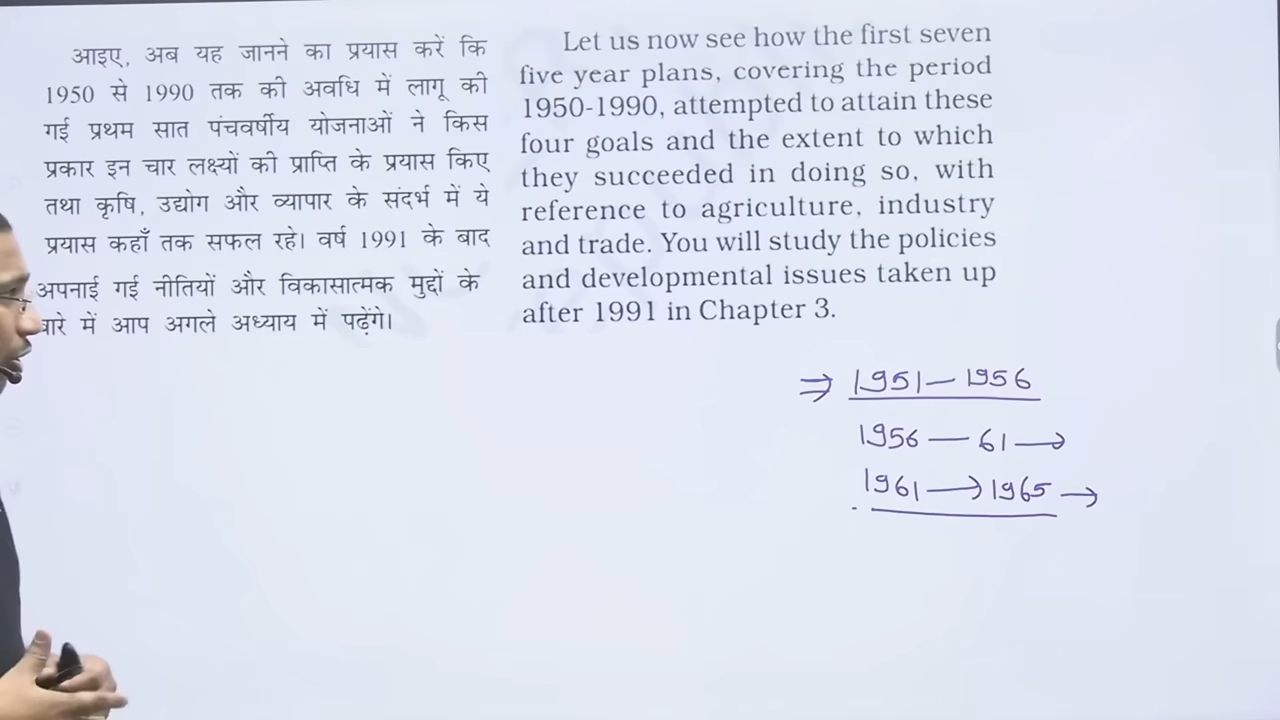 आइए, अब यह जानने का प्रयास करें कि
1950 से 1990 तक की अवधि में लागू की
गई प्रथम सात पंचवर्षीय योजनाओं ने किस
प्रकार इन चार लक्ष्यों की प्राप्ति के प्रयास किए
तथा कृषि, उद्योग और व्यापार के संदर्भ में ये
प्रयास कहाँ तक सफल रहे। वर्ष 1991 के बाद
अपनाई गई नीतियों और विकासात्मक मुद्दों के
बारे में आप अगले अध्याय में पढ़ेंगे।
Let us now see how the first seven
five year plans, covering the period
1950-1990, attempted to attain these
four goals and the extent to which
they succeeded in doing so, with
reference to agriculture, industry
and trade. You will study the policies
and developmental issues taken up
after 1991 in Chapter 3.
⇒ 1951 — 1956
1956 — 61 →
1961 → 1965 →